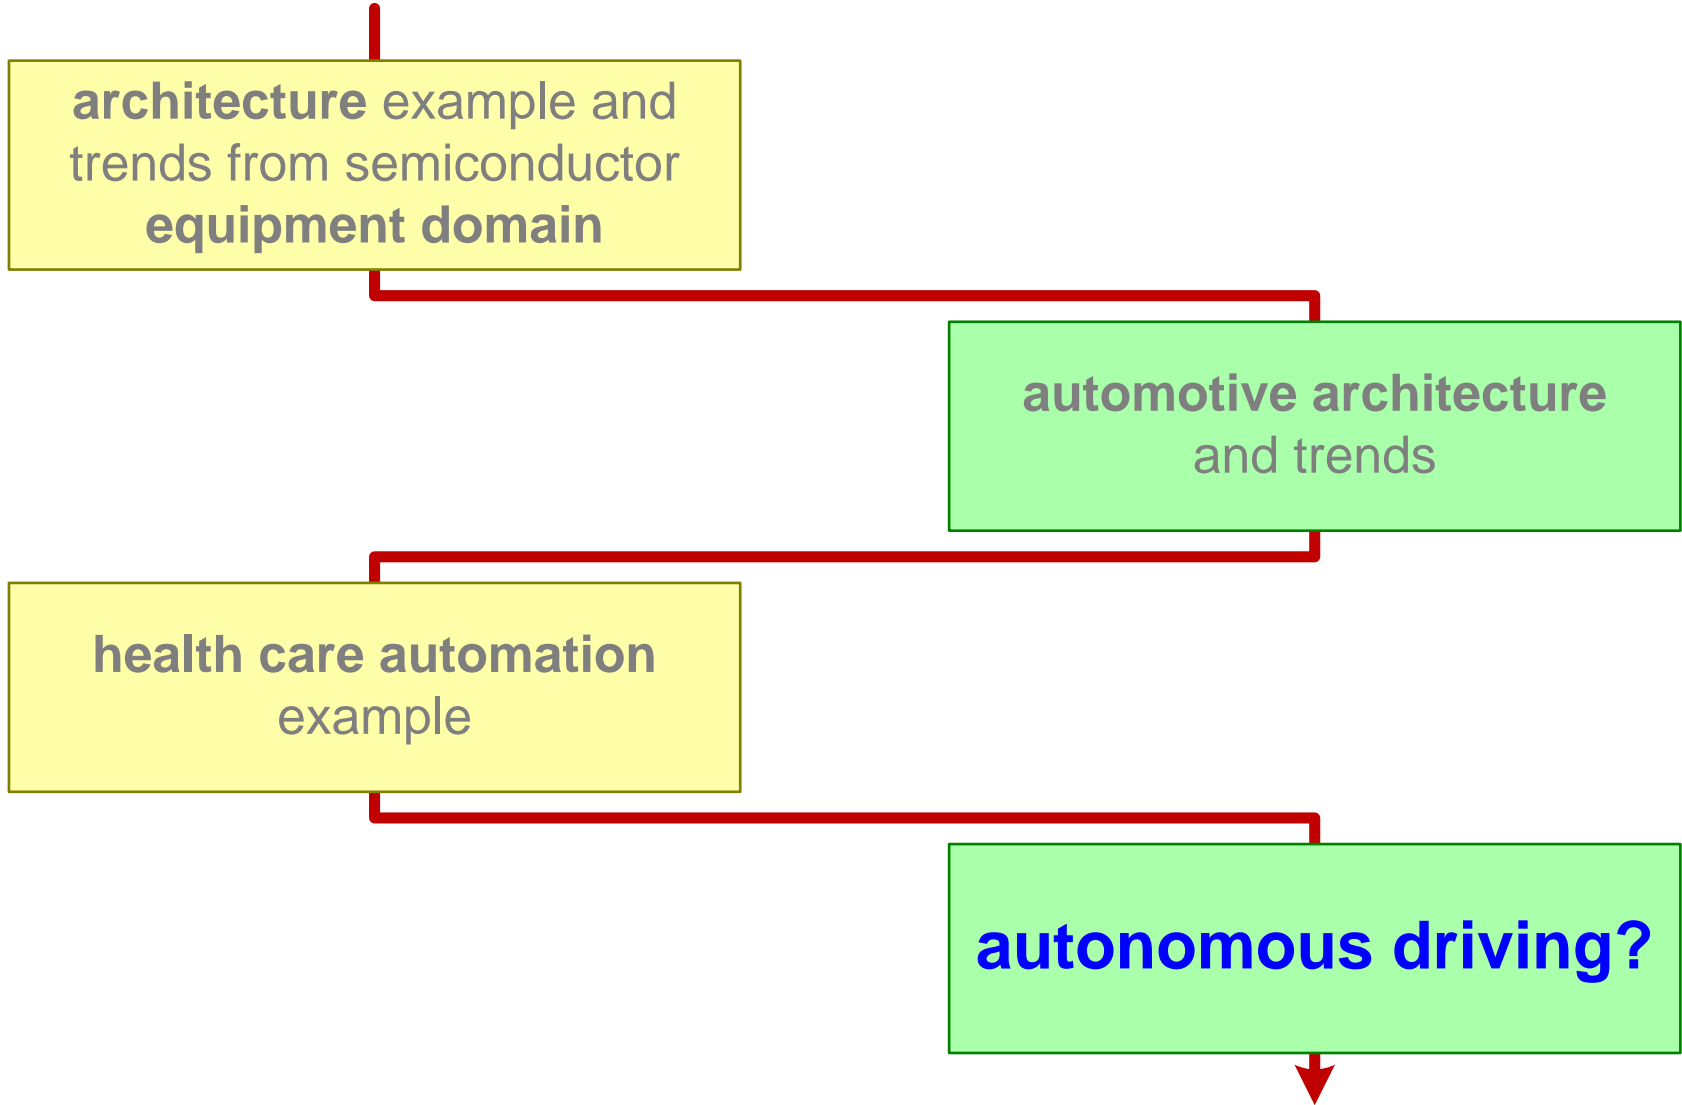 architecture example and
trends from semiconductor
equipment domain
automotive architecture
and trends
health care automation
example
autonomous driving?